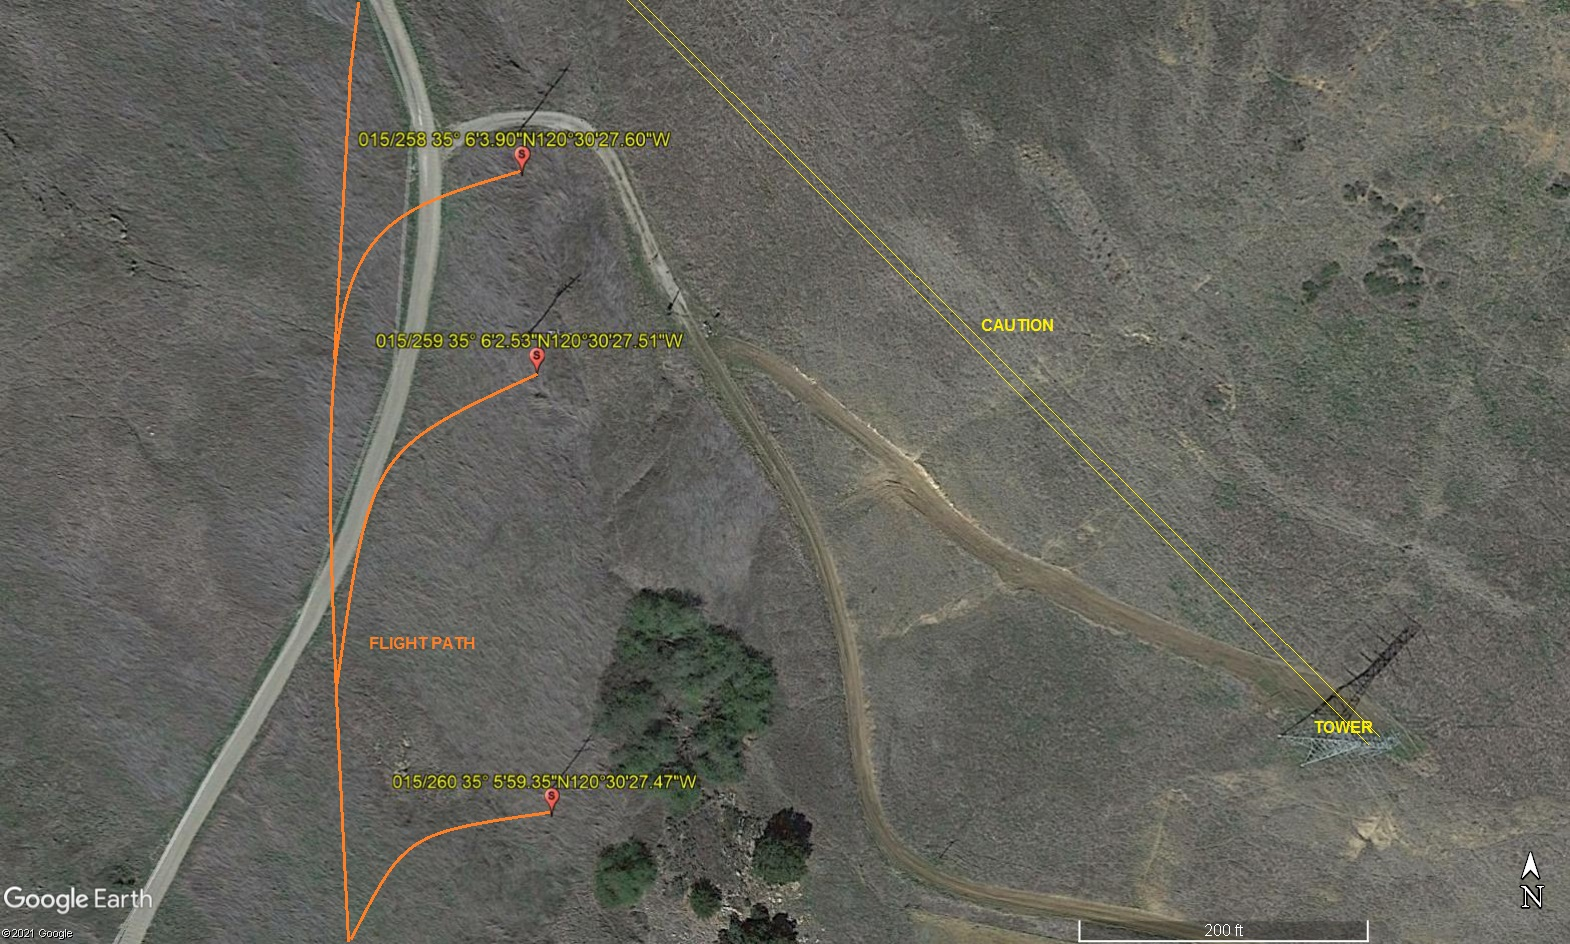 015/258 35° 6'3.90"N120°30'27.60"W
S
CAUTION
015/259 35° 6'2.53"N120°30'27.51"W
S
FLIGHT PATH
TOWER
015/260 35° 5'59.35"N120°30'27.47"W
S
Google Earth
N
©2021 Google
200 ft